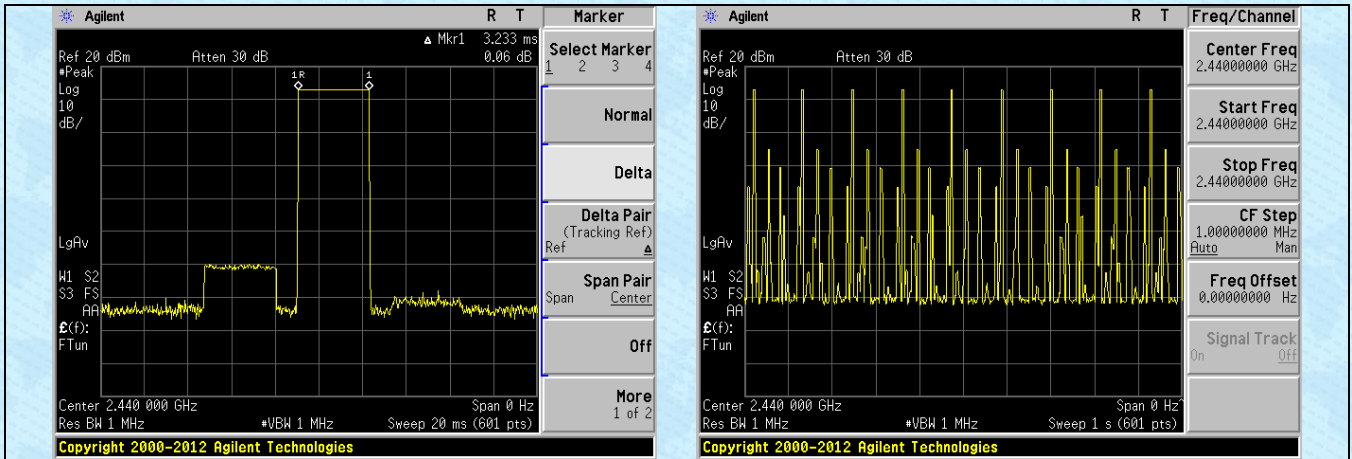 Agilent R T Marker
Δ Mkr1 3.233 ms
Ref 20 dBm Atten 30 dB 0.06 dB
#Peak
Log
10
dB/
1R 1
LgAv
W1 S2
S3 FS
AA
£(f):
FTun
Center 2.440 000 GHz Span 0 Hz
Res BW 1 MHz #VBW 1 MHz Sweep 20 ms (601 pts)
Copyright 2000-2012 Agilent Technologies
Select Marker
1 2 3 4
Normal
Delta
Delta Pair
(Tracking Ref)
Ref Δ
Span Pair
Span Center
Off
More
1 of 2
Agilent R T Freq/Channel
Ref 20 dBm Atten 30 dB
#Peak
Log
10
dB/
LgAv
W1 S2
S3 FS
AA
£(f):
FTun
Center 2.440 000 GHz Span 0 Hz^
Res BW 1 MHz #VBW 1 MHz Sweep 1 s (601 pts)
Copyright 2000-2012 Agilent Technologies
Center Freq
2.44000000 GHz
Start Freq
2.44000000 GHz
Stop Freq
2.44000000 GHz
CF Step
1.00000000 MHz
Auto Man
Freq Offset
0.00000000 Hz
Signal Track
On Off